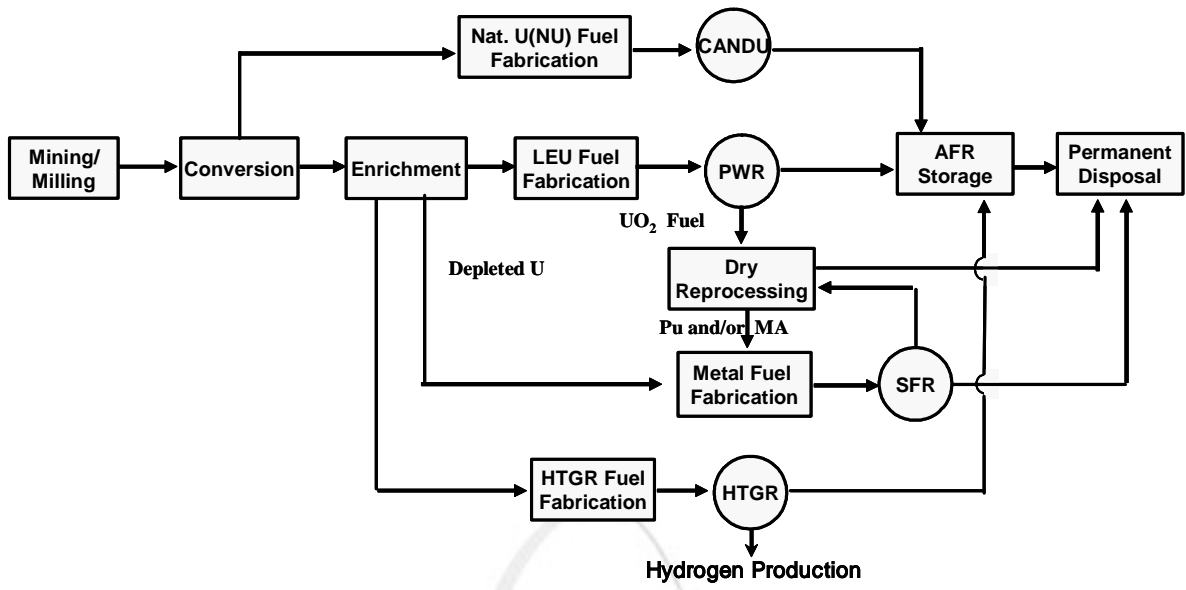 Nat. U(NU) Fuel
Fabrication
CANDU
Mining/
Milling
Conversion
Enrichment
LEU Fuel
Fabrication
PWR
AFR
Storage
Permanent
Disposal
UO₂ Fuel
Depleted U
Dry
Reprocessing
Pu and/or MA
Metal Fuel
Fabrication
SFR
HTGR Fuel
Fabrication
HTGR
Hydrogen Production